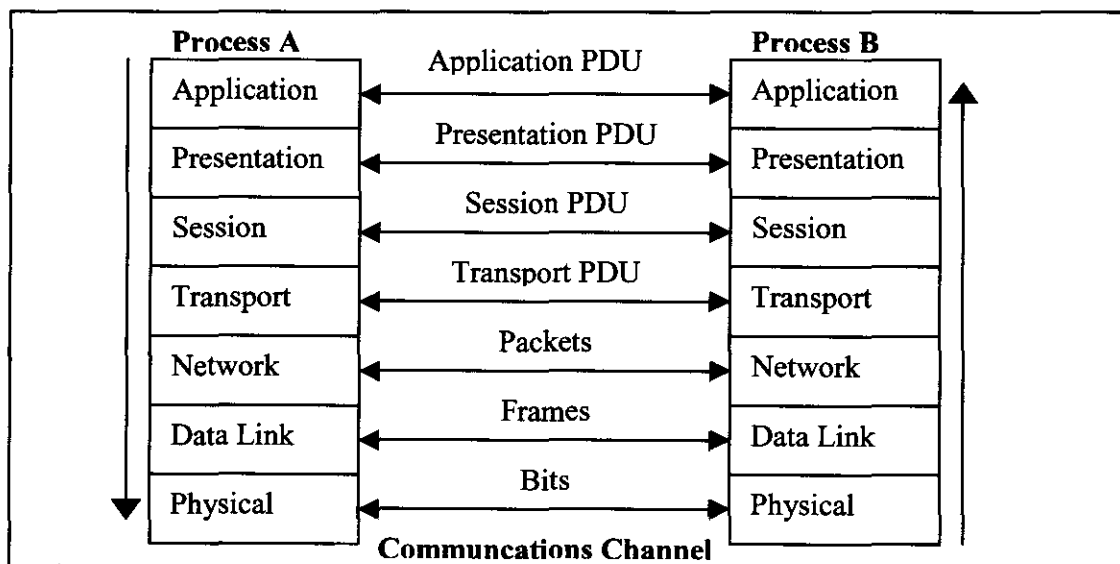 Process A
Process B
Application PDU
Application
Application
Presentation PDU
Presentation
Presentation
Session PDU
Session
Session
Transport PDU
Transport
Transport
Packets
Network
Network
Frames
Data Link
Data Link
Bits
Physical
Physical
Communcations Channel